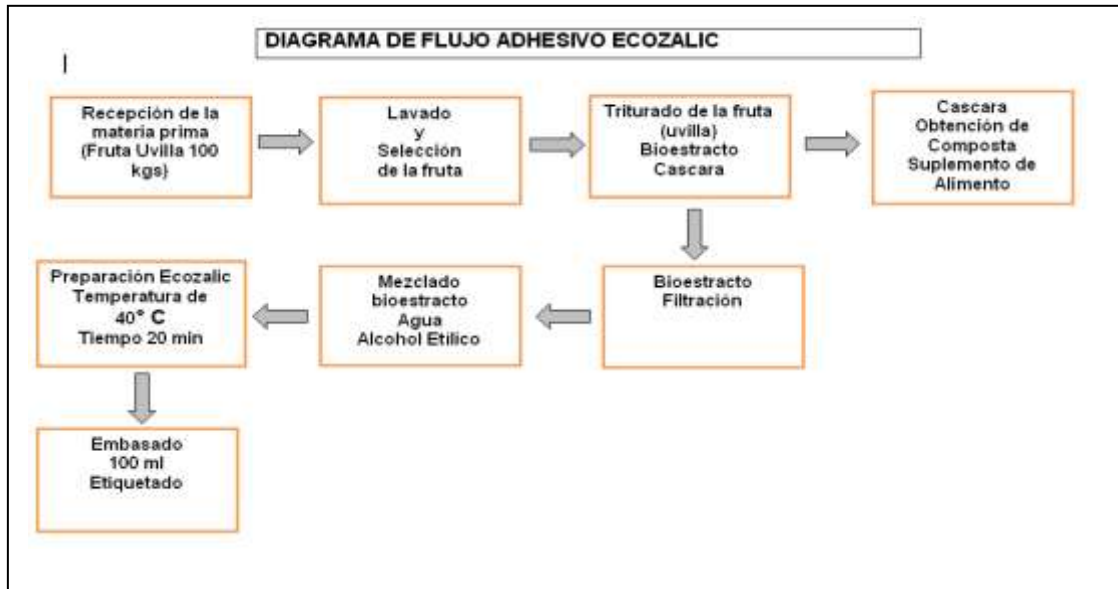 DIAGRAMA DE FLUJO ADHESIVO ECOZALIC
Recepción de la
materia prima
(Fruta Uvilla 100
kgs)
Lavado
y
Selección
de la fruta
Triturado de la fruta
(uvilla)
Bioestracto
Cascara
Cascara
Obtención de
Composta
Suplemento de
Alimento
Bioestracto
Filtración
Mezclado
bioestracto
Agua
Alcohol Etílico
Preparación Ecozalic
Temperatura de
40° C
Tiempo 20 min
Embasado
100 ml
Etiquetado